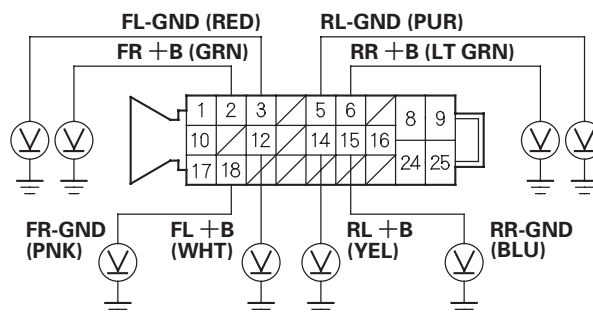 FL-GND (RED)
RL-GND (PUR)
FR +B (GRN)
RR +B (LT GRN)
1 2 3 5 6 8 9
10 12 14 15 16
17 18 24 25
V V V V
FR-GND
(PNK)
FL +B
(WHT)
RL +B
(YEL)
RR-GND
(BLU)
V V V V